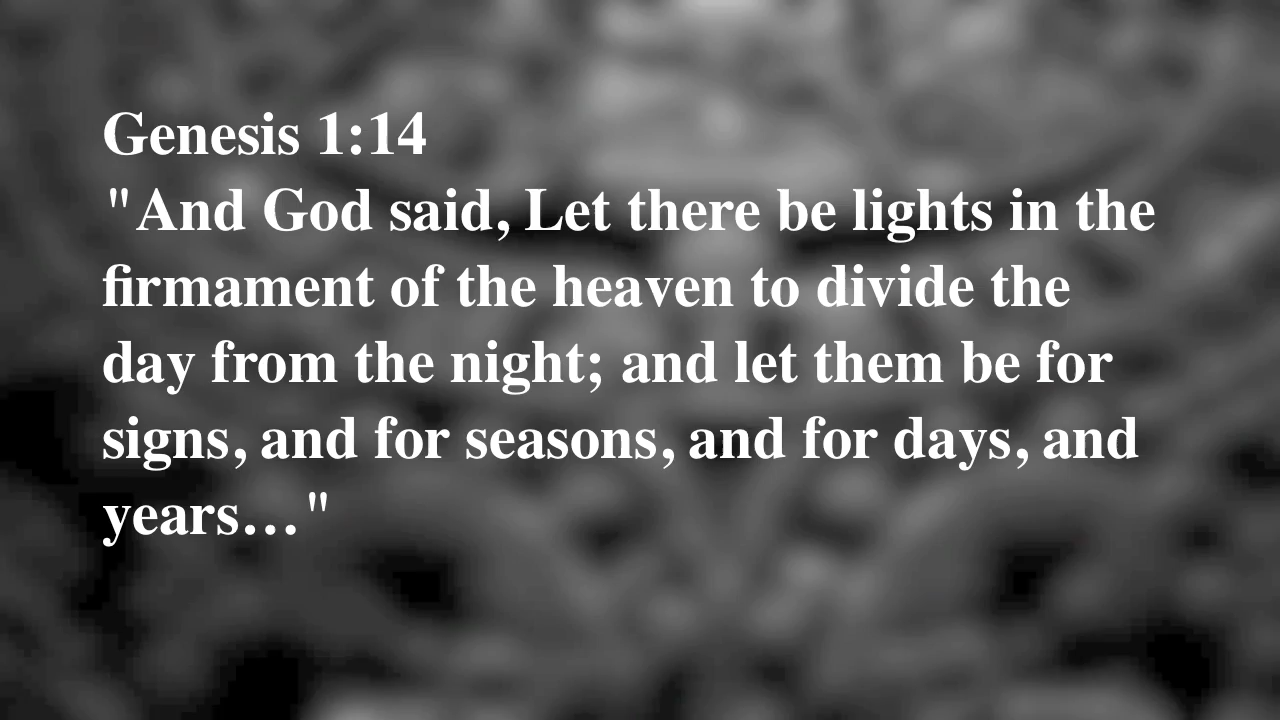 Genesis 1:14
"And God said, Let there be lights in the
firmament of the heaven to divide the
day from the night; and let them be for
signs, and for seasons, and for days, and
years…"